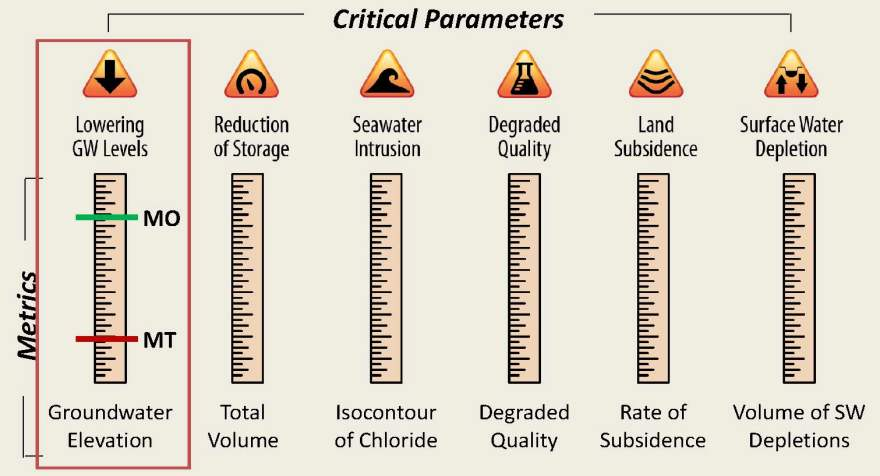 Critical Parameters
Lowering
GW Levels
Reduction
of Storage
Seawater
Intrusion
Degraded
Quality
Land
Subsidence
Surface Water
Depletion
Metrics
MO
MT
Groundwater
Elevation
Total
Volume
Isocontour
of Chloride
Degraded
Quality
Rate of
Subsidence
Volume of SW
Depletions